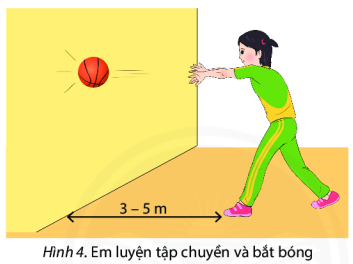 3 – 5 m
Hình 4. Em luyện tập chuyền và bắt bóng